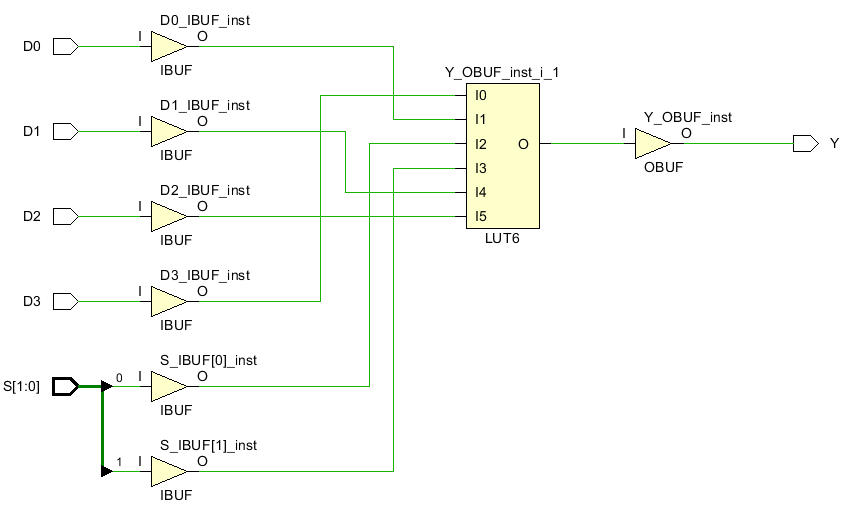 D0_IBUF_inst
D0 I O
IBUF
Y_OBUF_inst_i_1
D1_IBUF_inst
D1 I O
IBUF
D2_IBUF_inst
D2 I O
IBUF
D3_IBUF_inst
D3 I O
IBUF
S_IBUF[0]_inst
S[1:0] 0 I O
IBUF
S_IBUF[1]_inst
1 I O
IBUF
I0
I1
I2 O
I3
I4
I5
LUT6
Y_OBUF_inst
I O Y
OBUF